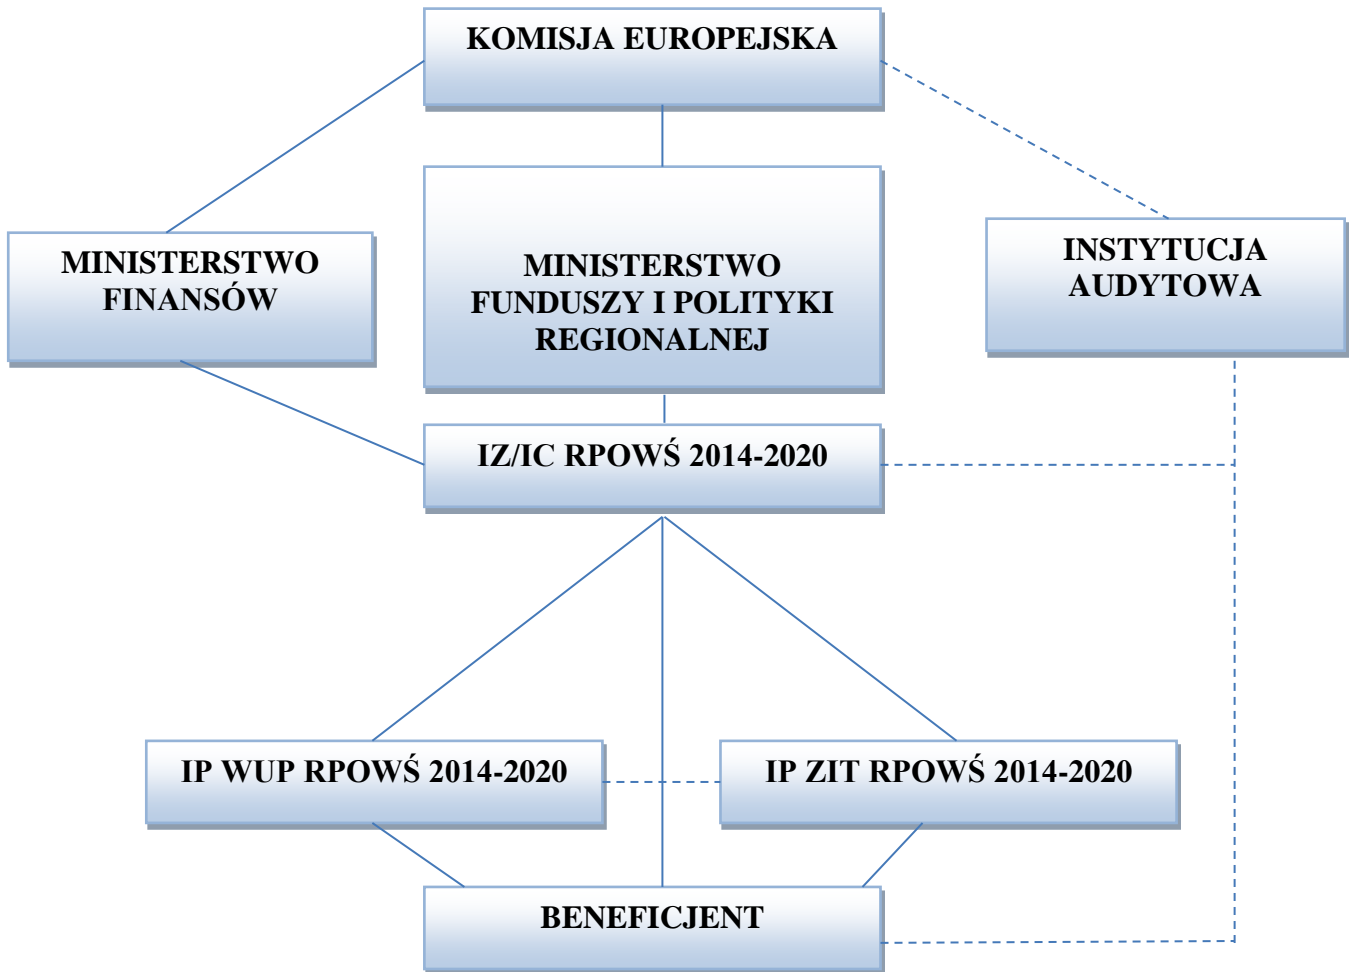 KOMISJA EUROPEJSKA
MINISTERSTWO
FINANSÓW
MINISTERSTWO
FUNDUSZY I POLITYKI
REGIONALNEJ
INSTYTUCJA
AUDYTOWA
IZ/IC RPOWŚ 2014-2020
IP WUP RPOWŚ 2014-2020
IP ZIT RPOWŚ 2014-2020
BENEFICJENT